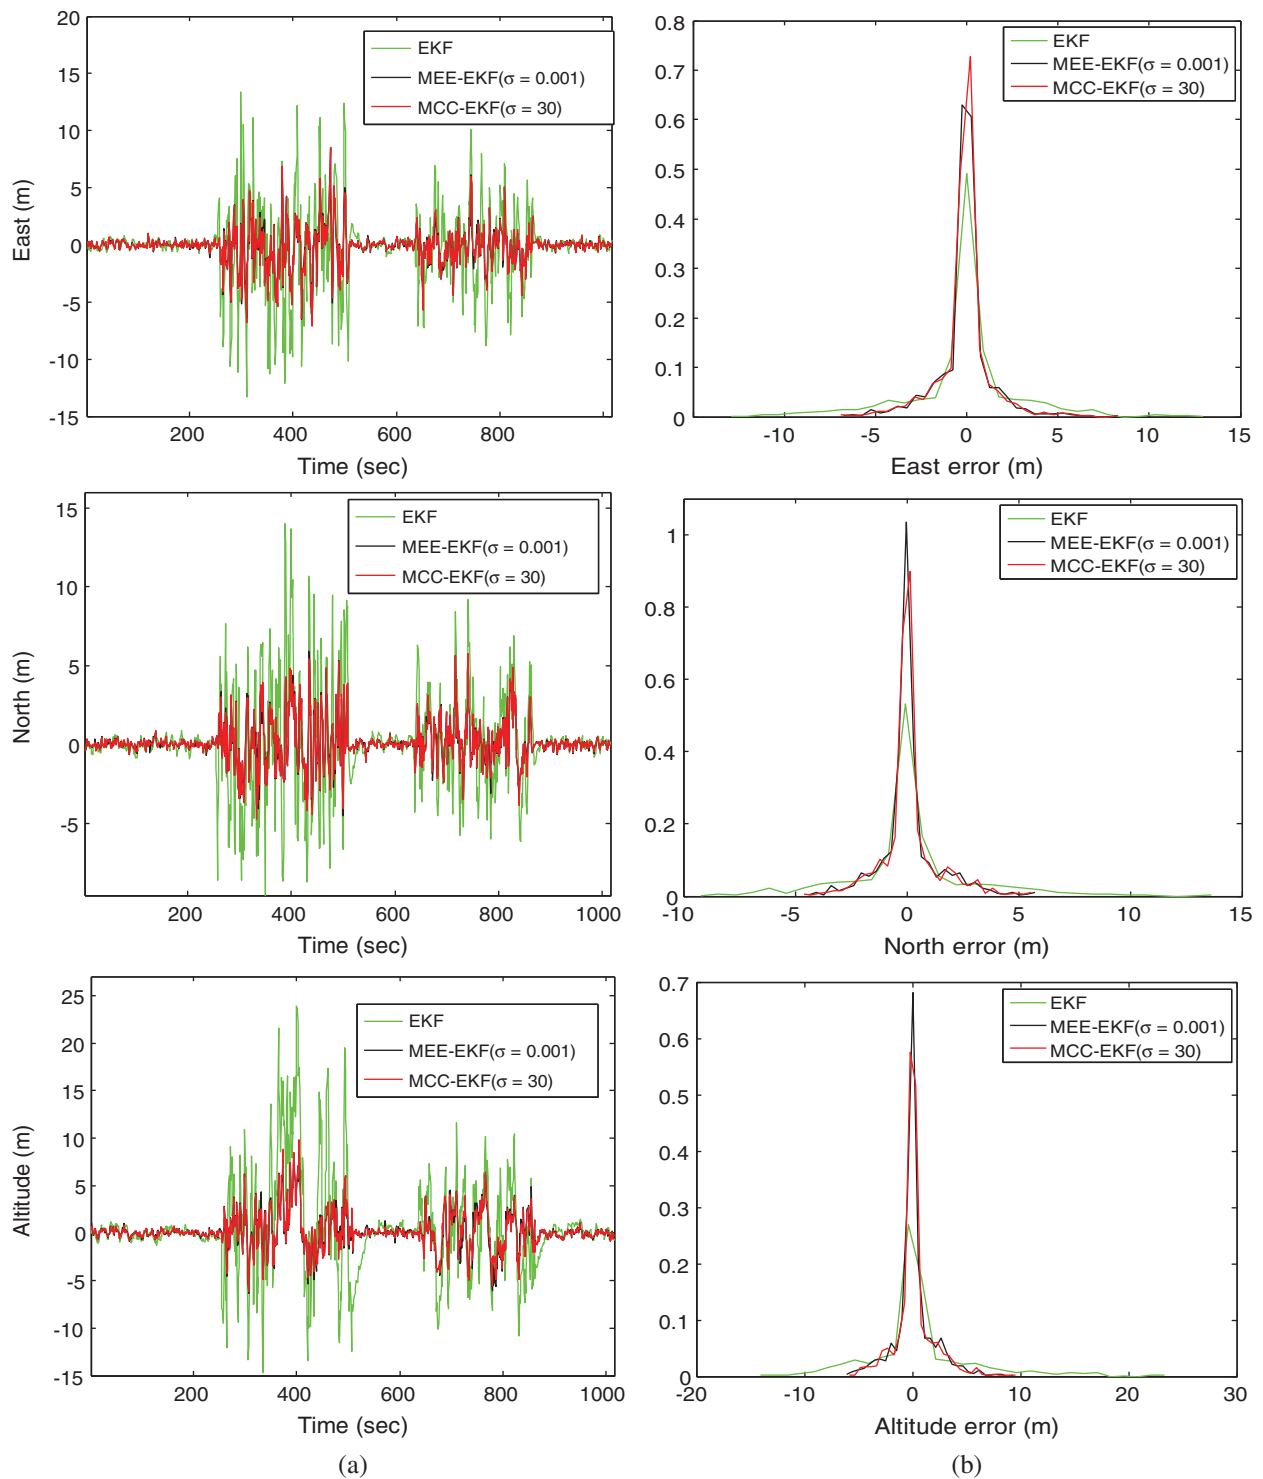 20
15
10
5
0
-5
-10
-15
200
400
600
800
East (m)
Time (sec)
EKF
MEE-EKF(σ = 0.001)
MCC-EKF(σ = 30)
0.8
0.7
0.6
0.5
0.4
0.3
0.2
0.1
0
-10
-5
0
5
10
15
East error (m)
EKF
MEE-EKF(σ = 0.001)
MCC-EKF(σ = 30)
15
10
5
0
-5
200
400
600
800
1000
North (m)
Time (sec)
EKF
MEE-EKF(σ = 0.001)
MCC-EKF(σ = 30)
1
0.8
0.6
0.4
0.2
0
-10
-5
0
5
10
15
North error (m)
EKF
MEE-EKF(σ = 0.001)
MCC-EKF(σ = 30)
25
20
15
10
5
0
-5
-10
-15
200
400
600
800
1000
Altitude (m)
Time (sec)
EKF
MEE-EKF(σ = 0.001)
MCC-EKF(σ = 30)
0.7
0.6
0.5
0.4
0.3
0.2
0.1
0
-20
-10
0
10
20
30
Altitude error (m)
EKF
MEE-EKF(σ = 0.001)
MCC-EKF(σ = 30)
(a)
(b)